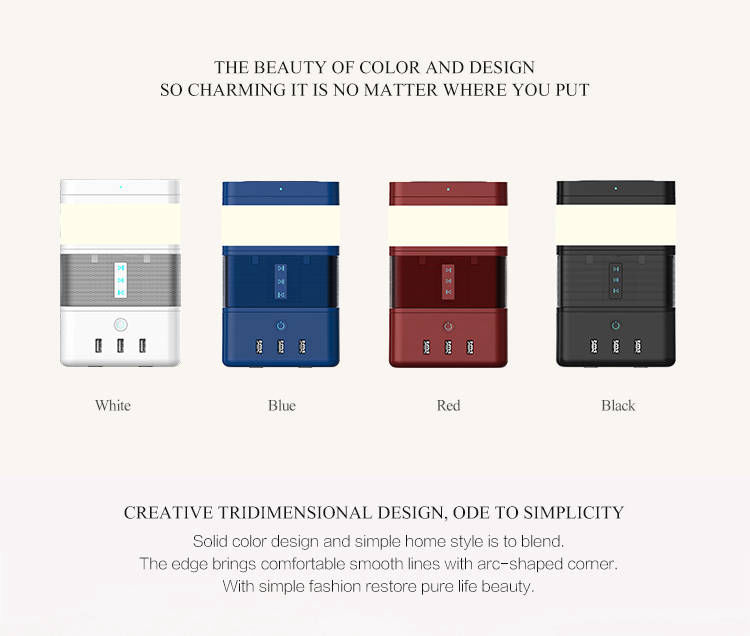 THE BEAUTY OF COLOR AND DESIGN
SO CHARMING IT IS NO MATTER WHERE YOU PUT
White
Blue
Red
Black
CREATIVE TRIDIMENSIONAL DESIGN, ODE TO SIMPLICITY
Solid color design and simple home style is to blend.
The edge brings comfortable smooth lines with arc-shaped corner.
With simple fashion restore pure life beauty.